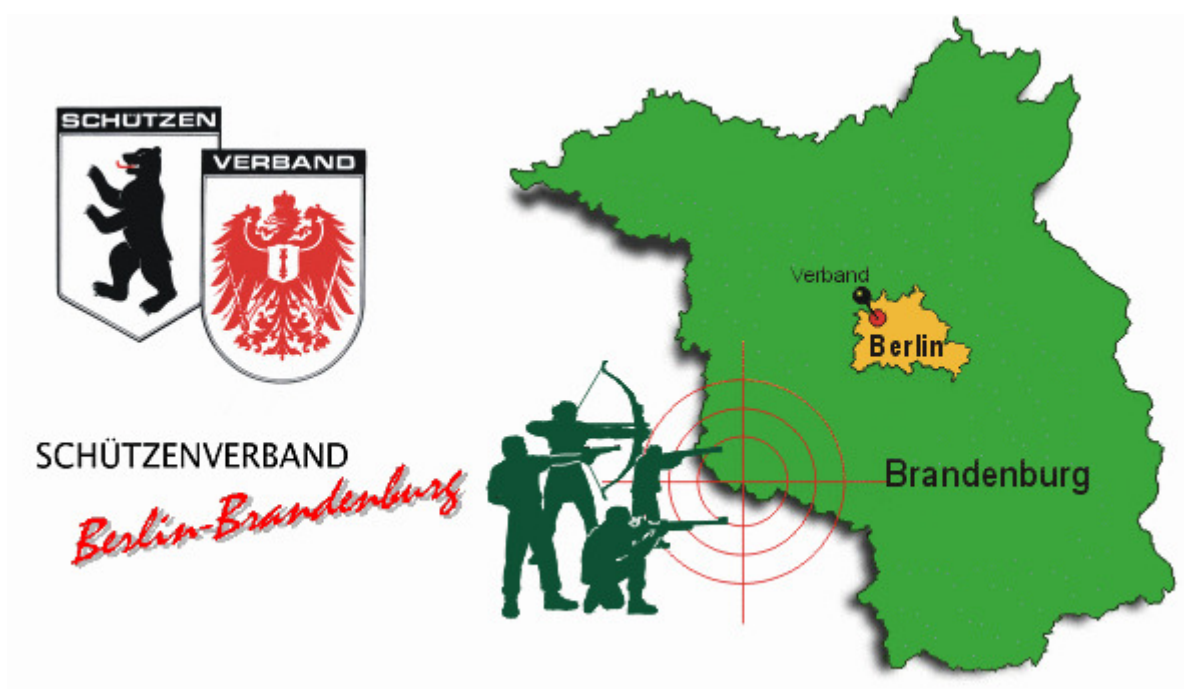 SCHÜTZEN
VERBAND
SCHÜTZENVERBAND
Berlin-Brandenburg
Verband
Berlin
Brandenburg